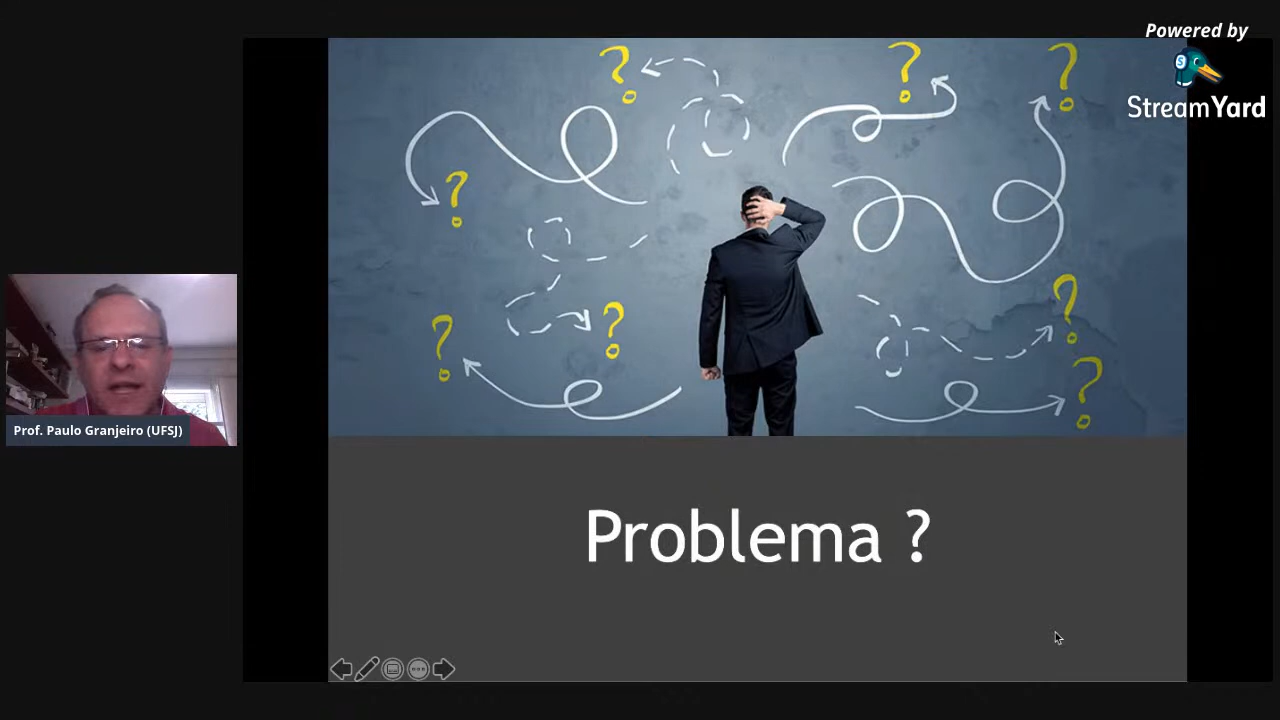 Powered by
StreamYard
? ? ?
?
? ? ?
?
Prof. Paulo Granjeiro (UFSJ)
Problema ?